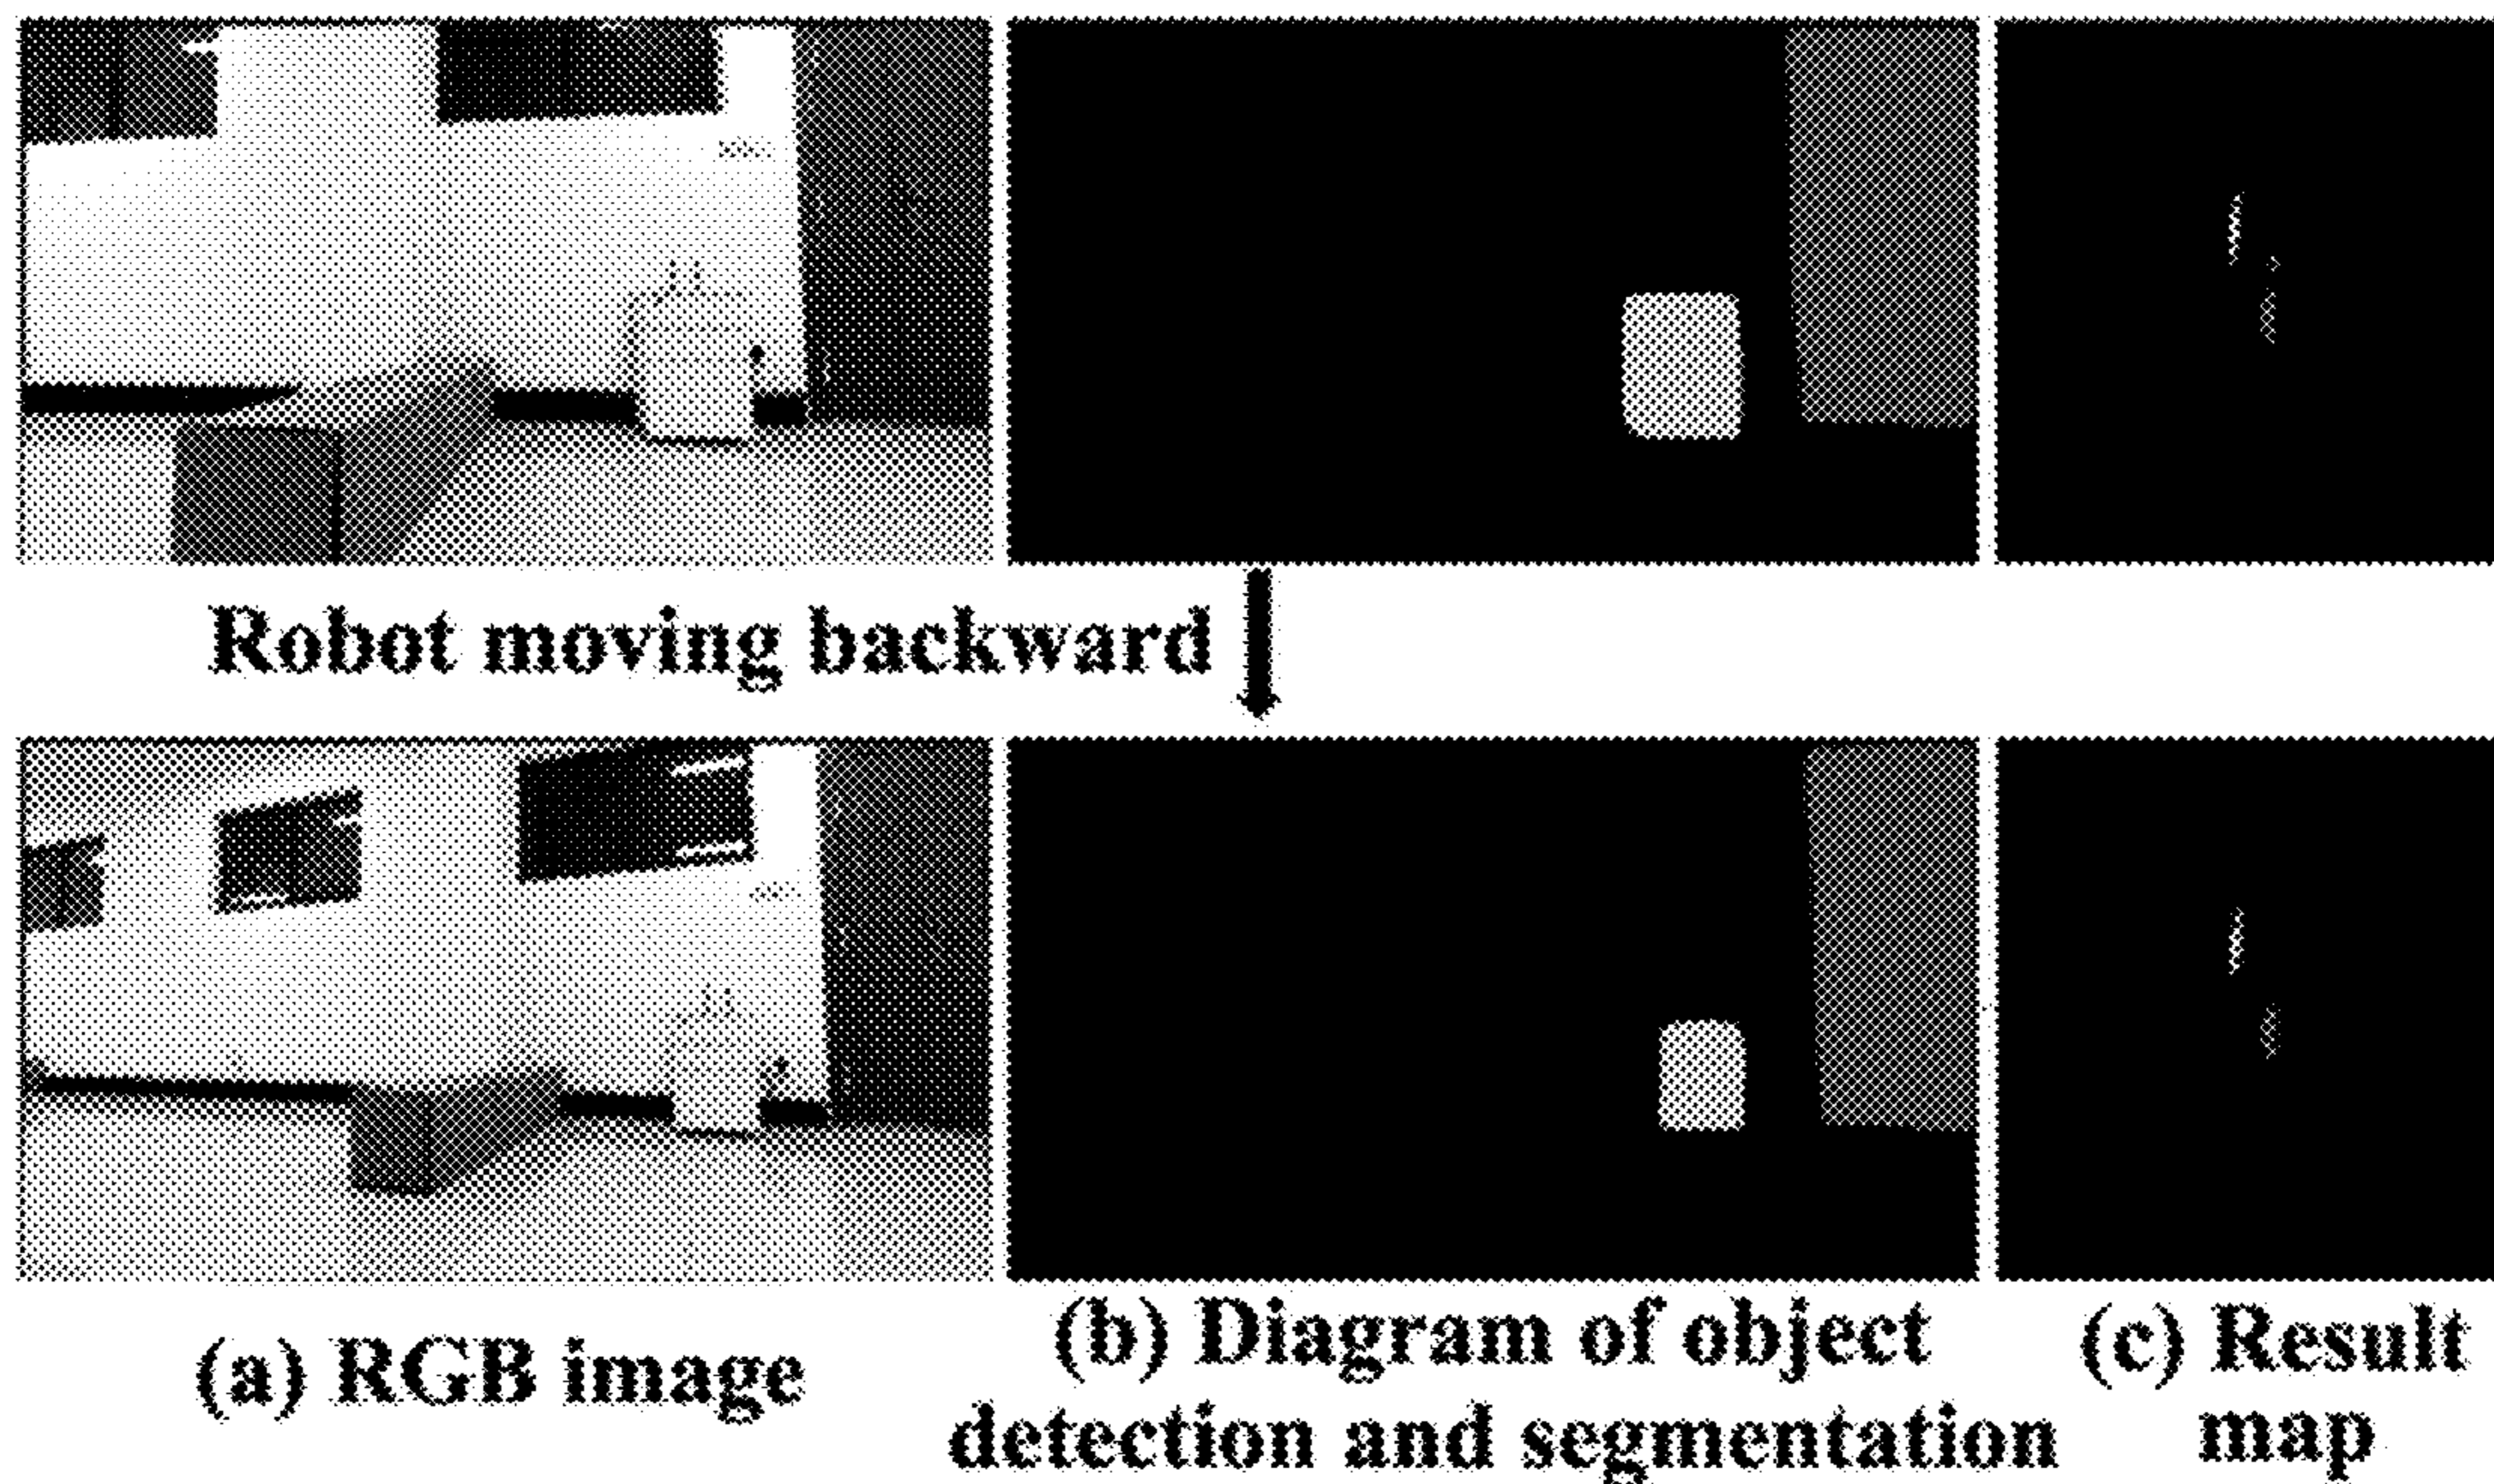 Robot moving backward
(a) RGB image
(b) Diagram of object
detection and segmentation
(c) Result
map